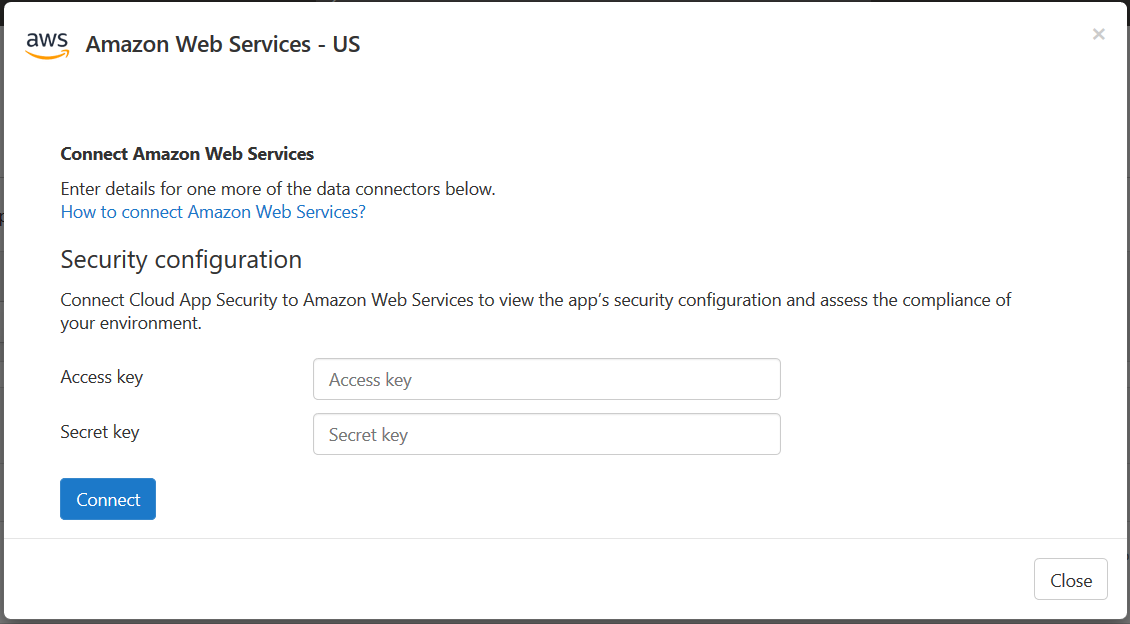 aws
Amazon Web Services - US
×
Connect Amazon Web Services
Enter details for one more of the data connectors below.
How to connect Amazon Web Services?
Security configuration
Connect Cloud App Security to Amazon Web Services to view the app’s security configuration and assess the compliance of
your environment.
Access key
Access key
Secret key
Secret key
Connect
Close